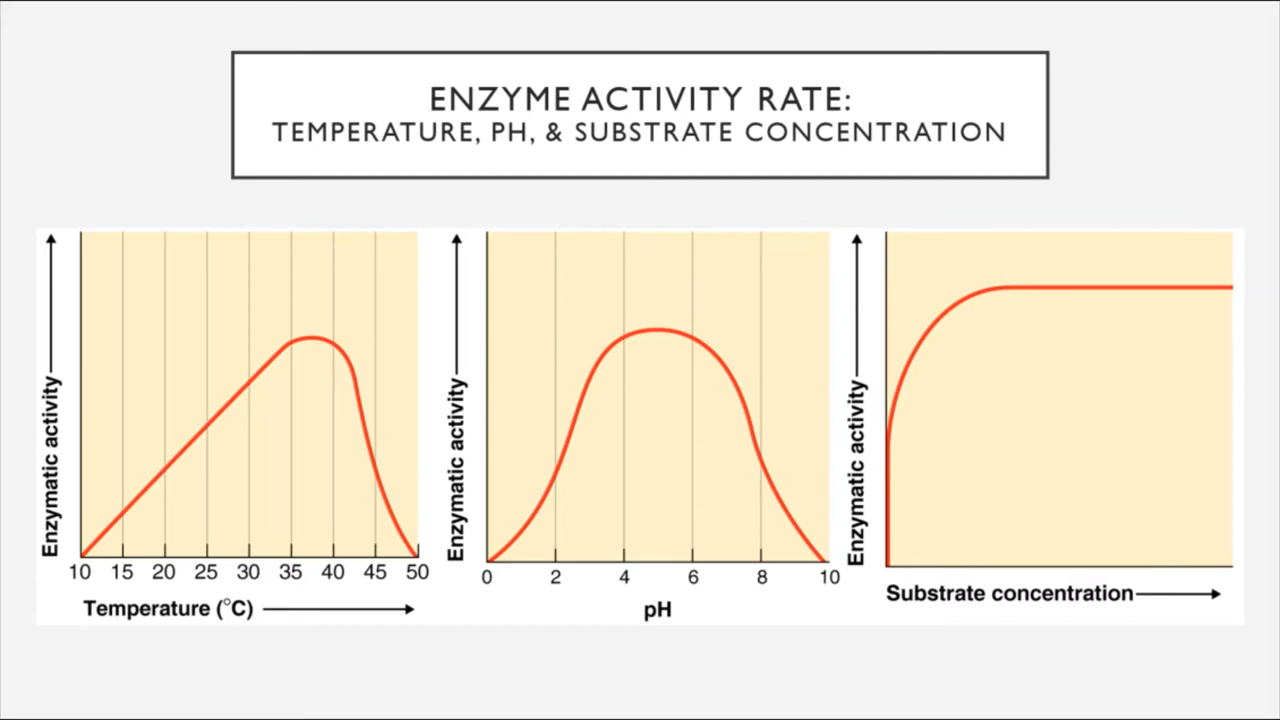 ENZYME ACTIVITY RATE:
TEMPERATURE, PH, & SUBSTRATE CONCENTRATION
Enzymatic activity
10 15 20 25 30 35 40 45 50
Temperature (°C)
Enzymatic activity
0 2 4 6 8 10
pH
Enzymatic activity
Substrate concentration